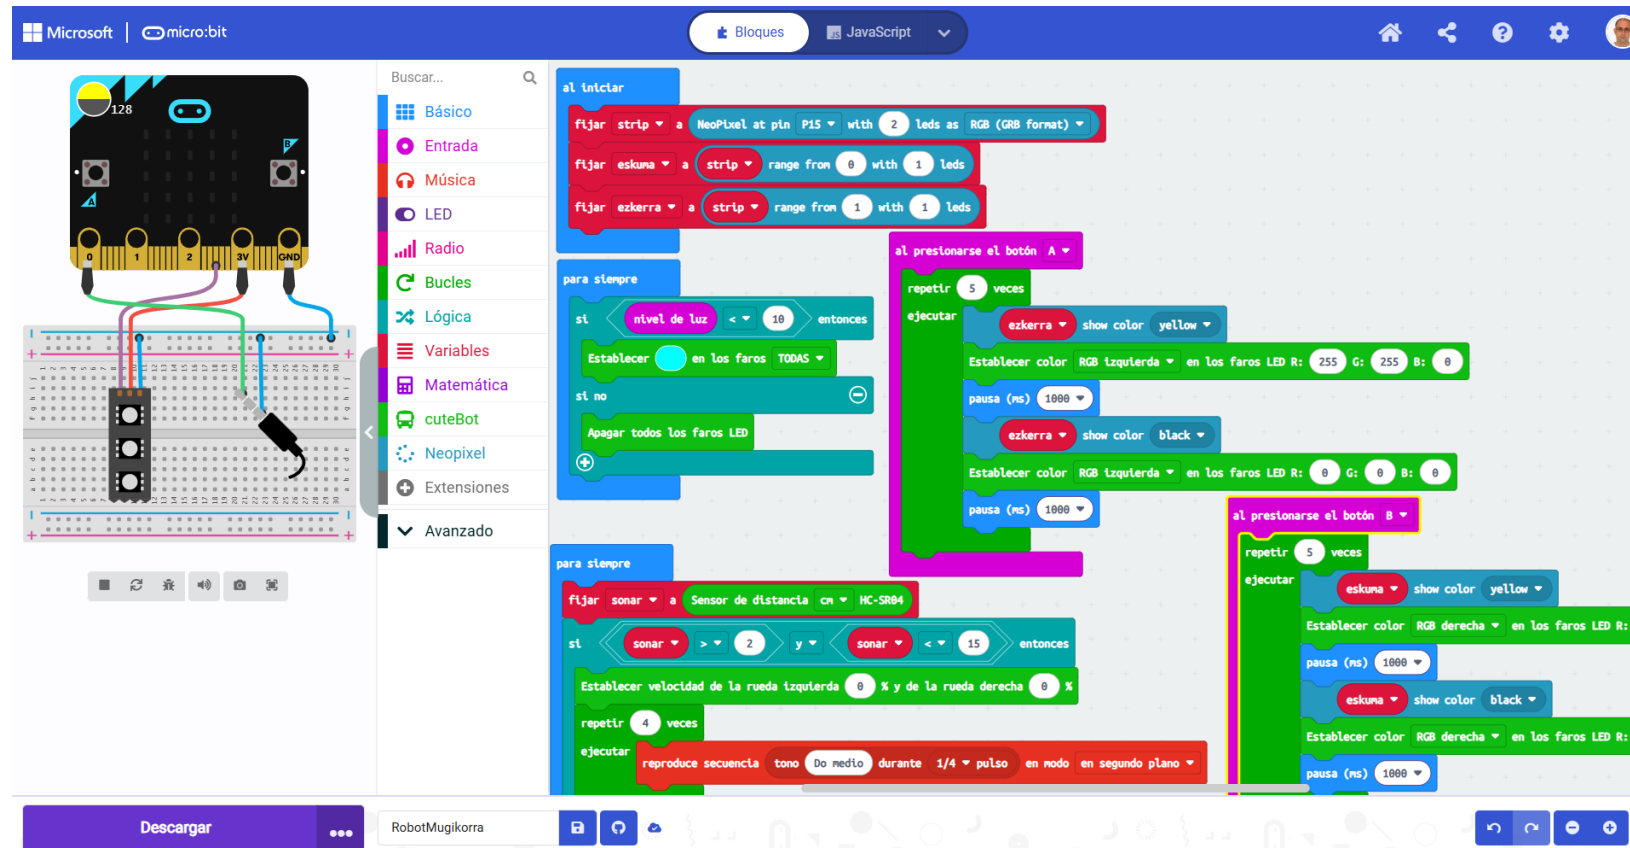 Microsoft micro:bit
Bloques
JavaScript
128
A
B
0 1 2 3V GND
Buscar...
Básico
Entrada
Música
LED
Radio
Bucles
Lógica
Variables
Matemática
cuteBot
Neopixel
Extensiones
Avanzado
al iniciar
fijar strip a NeoPixel at pin P15 with 2 leds as RGB (GRB format)
fijar eskuma a strip range from 0 with 1 leds
fijar ezkerra a strip range from 1 with 1 leds
para siempre
si nivel de luz < 10 entonces
Establecer en los faros TODAS
si no
Apagar todos los faros LED
al presionarse el botón A
repetir 5 veces
ejecutar
ezkerra show color yellow
Establecer color RGB izquierda en los faros LED R: 255 G: 255 B: 0
pausa (ms) 1000
ezkerra show color black
Establecer color RGB izquierda en los faros LED R: 0 G: 0 B: 0
pausa (ms) 1000
al presionarse el botón B
repetir 5 veces
ejecutar
eskuma show color yellow
Establecer color RGB derecha en los faros LED R:
pausa (ms) 1000
eskuma show color black
Establecer color RGB derecha en los faros LED R:
pausa (ms) 1000
para siempre
fijar sonar a Sensor de distancia cm HC-SR04
si sonar > 2 y sonar < 15 entonces
Establecer velocidad de la rueda izquierda 0 % y de la rueda derecha 0 %
repetir 4 veces
ejecutar
reproduce secuencia tono Do medio durante 1/4 pulso en modo en segundo plano
Descargar
RobotMugikorra